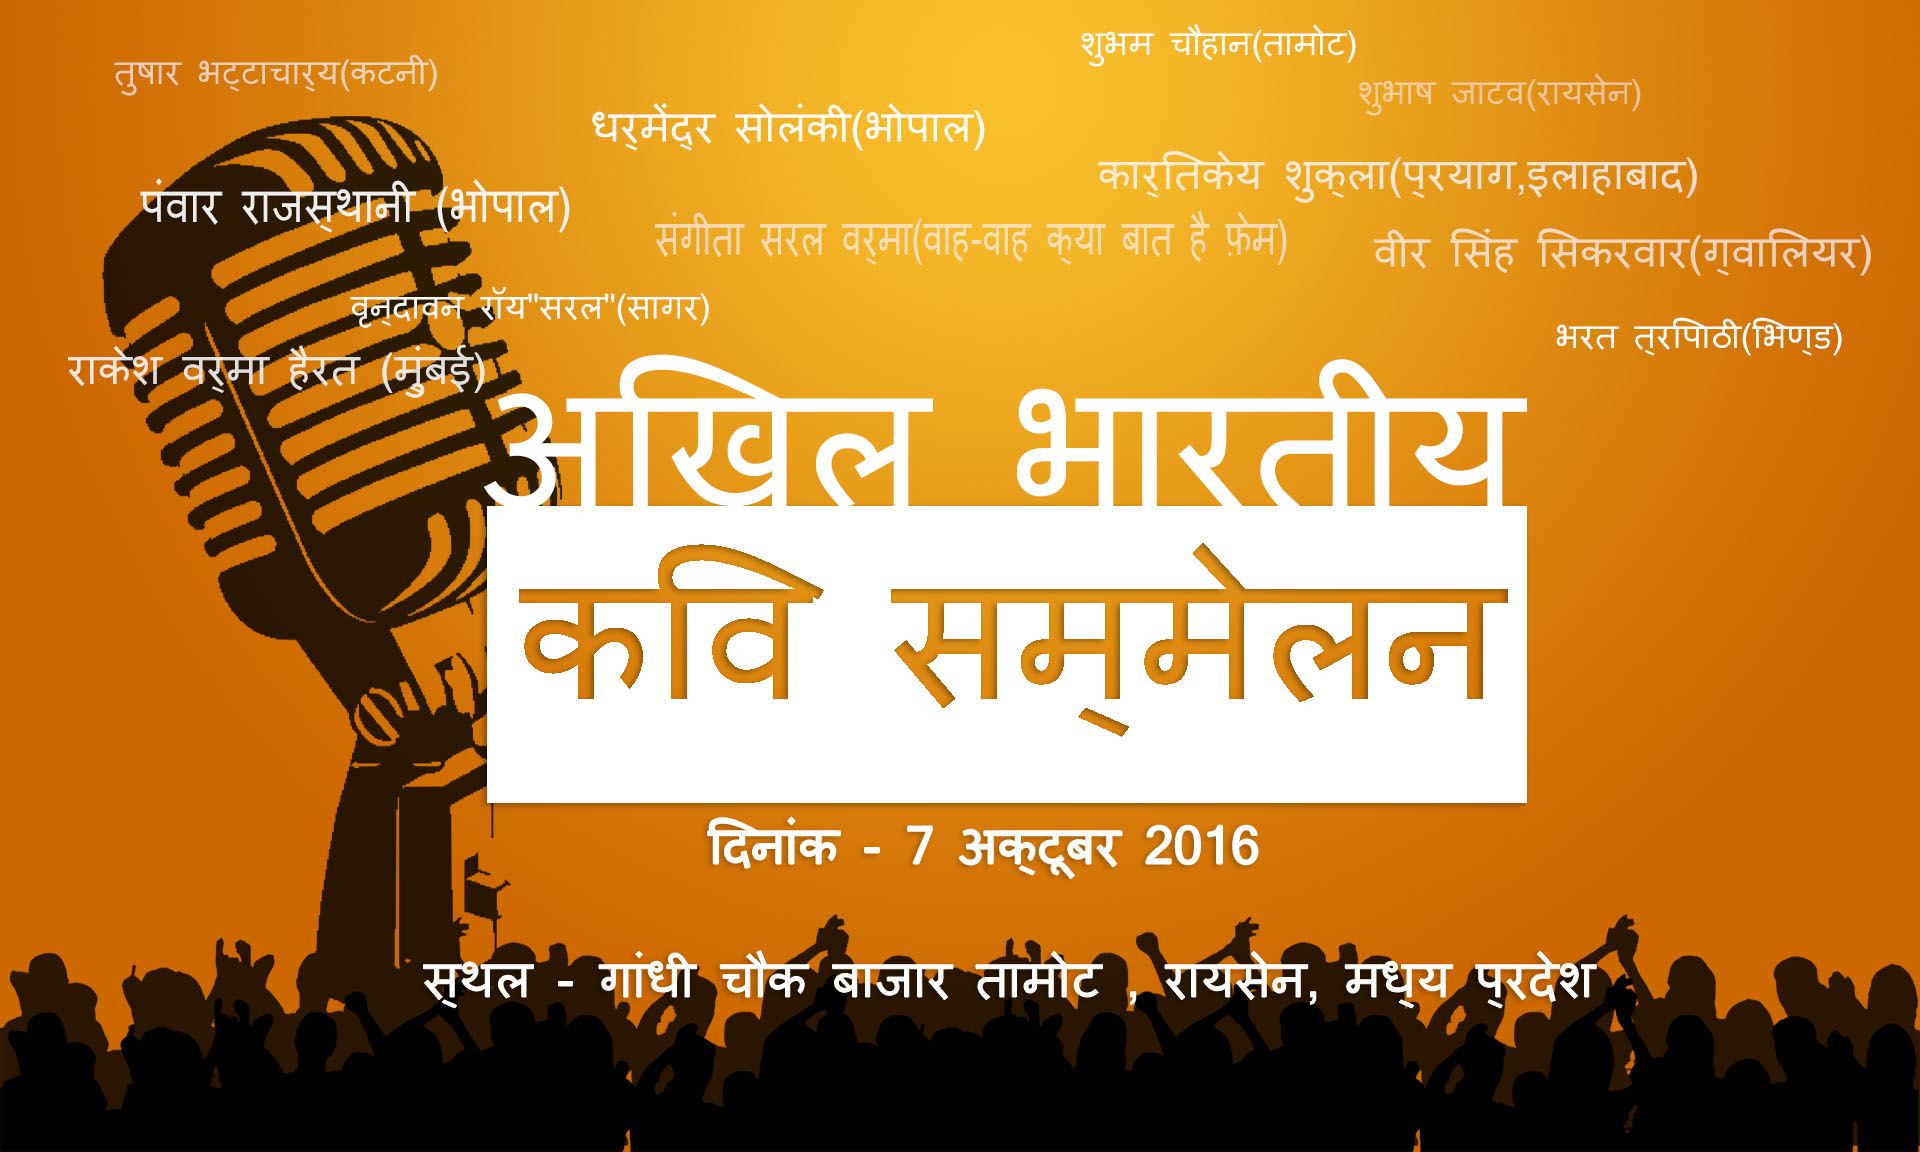 शुभम चौहान(तामोट)
तुषार भट्टाचार्य(कटनी)
शुभाष जाटव(रायसेन)
धर्मेंद्र सोलंकी(भोपाल)
कार्तिकेय शुक्ला(प्रयाग,इलाहाबाद)
पंवार राजस्थानी (भोपाल)
संगीता सरल वर्मा(वाह-वाह क्या बात है फ़ेम)
वीर सिंह सिकरवार(ग्वालियर)
वृन्दावन रॉय"सरल"(सागर)
भरत त्रिपाठी(भिण्ड)
राकेश वर्मा हैरत (मुंबई)
अखिल भारतीय
कवि सम्मेलन
दिनांक - 7 अक्टूबर 2016
स्थल - गांधी चौक बाजार तामोट , रायसेन, मध्य प्रदेश